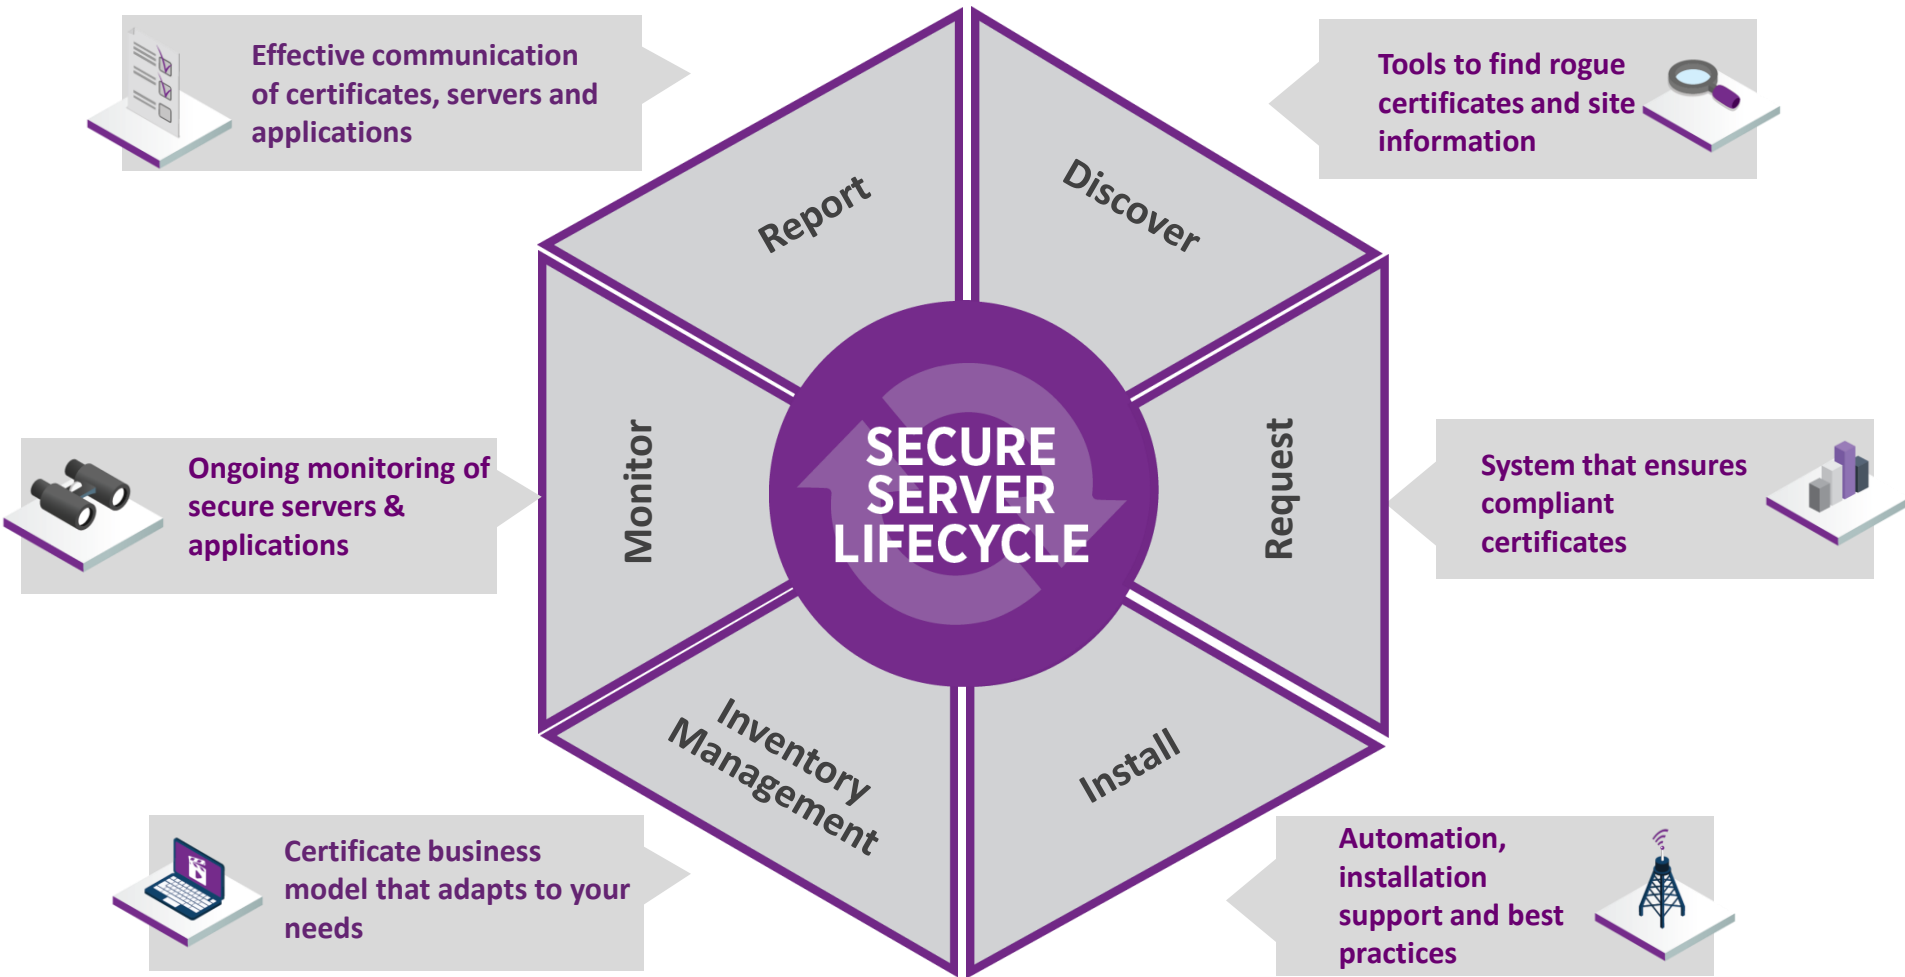 Effective communication
of certificates, servers and
applications
Tools to find rogue
certificates and site
information
Report
Discover
Monitor
SECURE
SERVER
LIFECYCLE
Request
Ongoing monitoring of
secure servers &
applications
System that ensures
compliant
certificates
Inventory
Management
Install
Certificate business
model that adapts to your
needs
Automation,
installation
support and best
practices